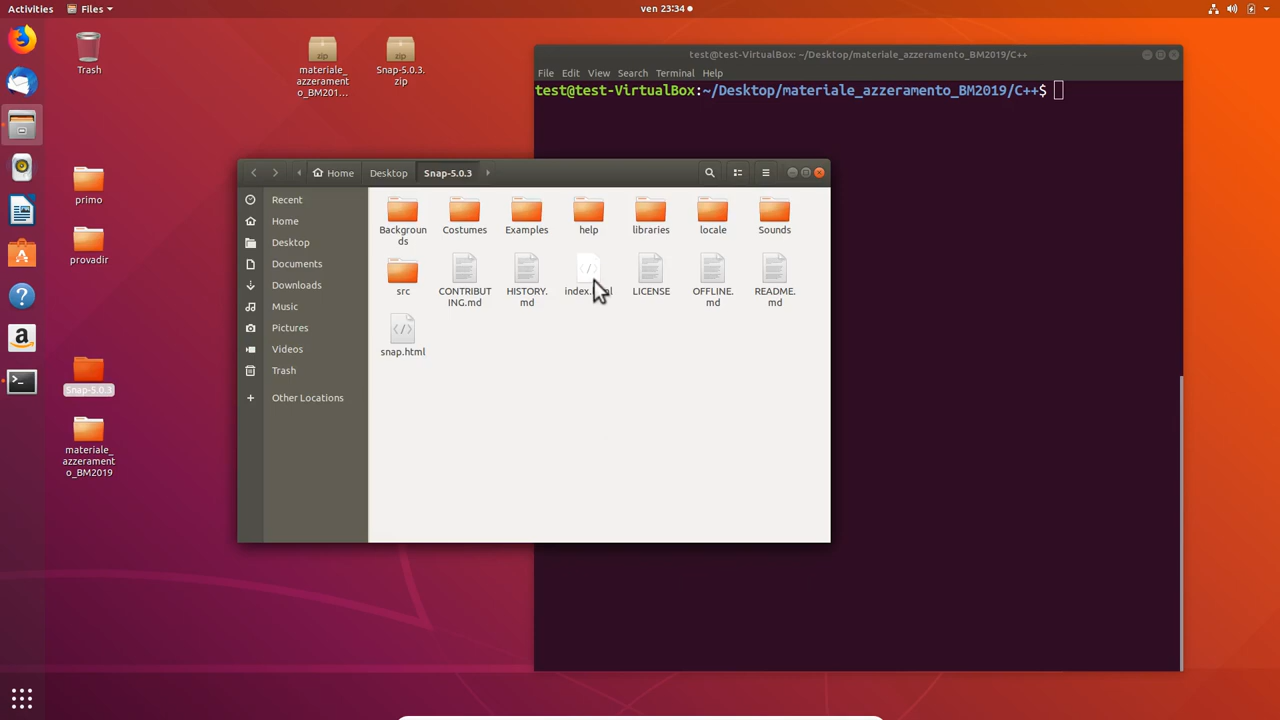 Activities
Files
ven 23:34
Trash
materiale_
azzerament
o_BM201...
Snap-5.0.3.
zip
primo
provadir
Snap-5.0.3
materiale_
azzerament
o_BM2019
test@test-VirtualBox: ~/Desktop/materiale_azzeramento_BM2019/C++
File Edit View Search Terminal Help
test@test-VirtualBox:~/Desktop/materiale_azzeramento_BM2019/C++$
Home Desktop Snap-5.0.3
Recent
Home
Desktop
Documents
Downloads
Music
Pictures
Videos
Trash
Other Locations
Backgroun
ds
Costumes
Examples
help
libraries
locale
Sounds
src
CONTRIBUT
ING.md
HISTORY.
md
LICENSE
OFFLINE.
md
README.
md
snap.html